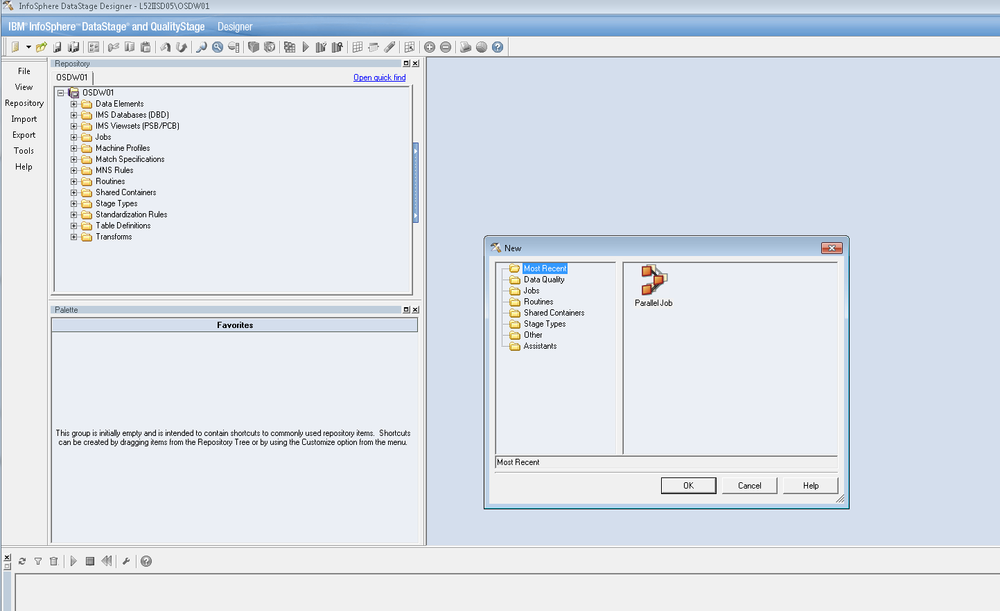 InfoSphere DataStage Designer - L52IISD05\OSDW01
IBM® InfoSphere™ DataStage® and QualityStage Designer
File
View
Repository
Import
Export
Tools
Help
Repository
OSDW01
Open quick find
OSDW01
Data Elements
IMS Databases (DBD)
IMS Viewsets (PSB/PCB)
Jobs
Machine Profiles
Match Specifications
MNS Rules
Routines
Shared Containers
Stage Types
Standardization Rules
Table Definitions
Transforms
Palette
Favorites
This group is initially empty and is intended to contain shortcuts to commonly used repository items. Shortcuts
can be created by dragging items from the Repository Tree or by using the Customize option from the menu.
New
Most Recent
Data Quality
Jobs
Routines
Shared Containers
Stage Types
Other
Assistants
Parallel Job
Most Recent
OK
Cancel
Help